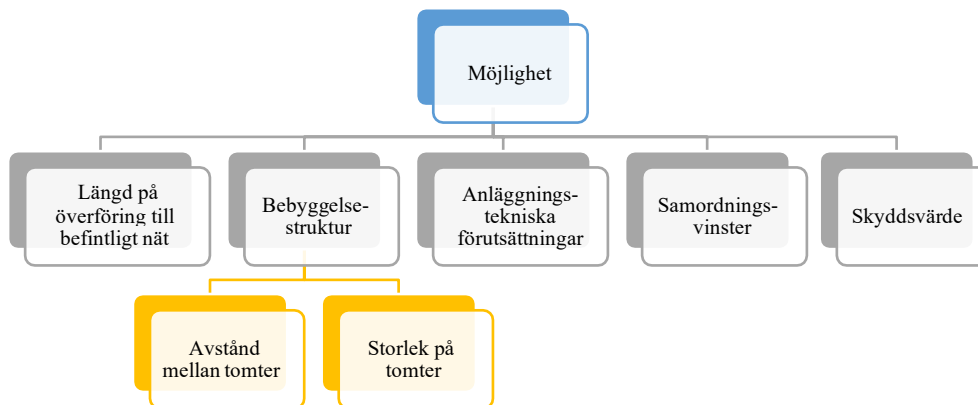 Möjlighet
Längd på
överföring till
befintligt nät
Bebyggelse-
struktur
Anläggnings-
tekniska
förutsättningar
Samordnings-
vinster
Skyddsvärde
Avstånd
mellan tomter
Storlek på
tomter